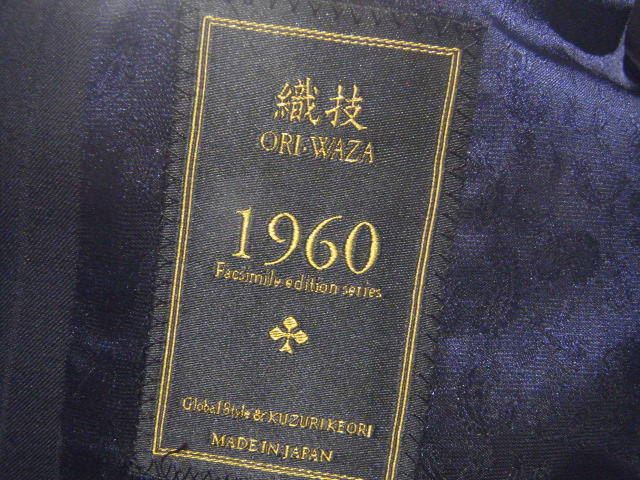 織技
ORI-WAZA
1960
Facsimile edition series
Global Style & KUZURI KEORI
MADE IN JAPAN